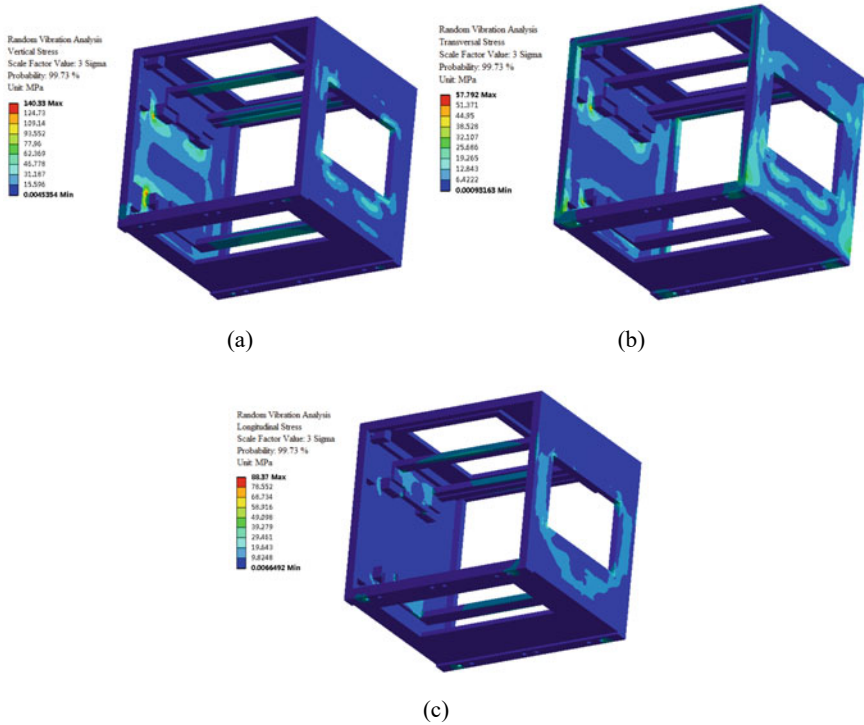 Random Vibration Analysis
Vertical Stress
Scale Factor Value: 3 Sigma
Probability: 99.73 %
Unit: MPa
140.33 Max
124.73
109.14
93.552
77.96
62.369
46.778
31.187
15.596
0.0045354 Min
(a)
Random Vibration Analysis
Transversal Stress
Scale Factor Value: 3 Sigma
Probability: 99.73 %
Unit: MPa
57.792 Max
51.371
44.95
38.528
32.107
25.686
19.265
12.843
6.4222
0.00093163 Min
(b)
Random Vibration Analysis
Longitudinal Stress
Scale Factor Value: 3 Sigma
Probability: 99.73 %
Unit: MPa
88.37 Max
78.552
68.734
58.916
49.098
39.279
29.461
19.643
9.8248
0.0066492 Min
(c)